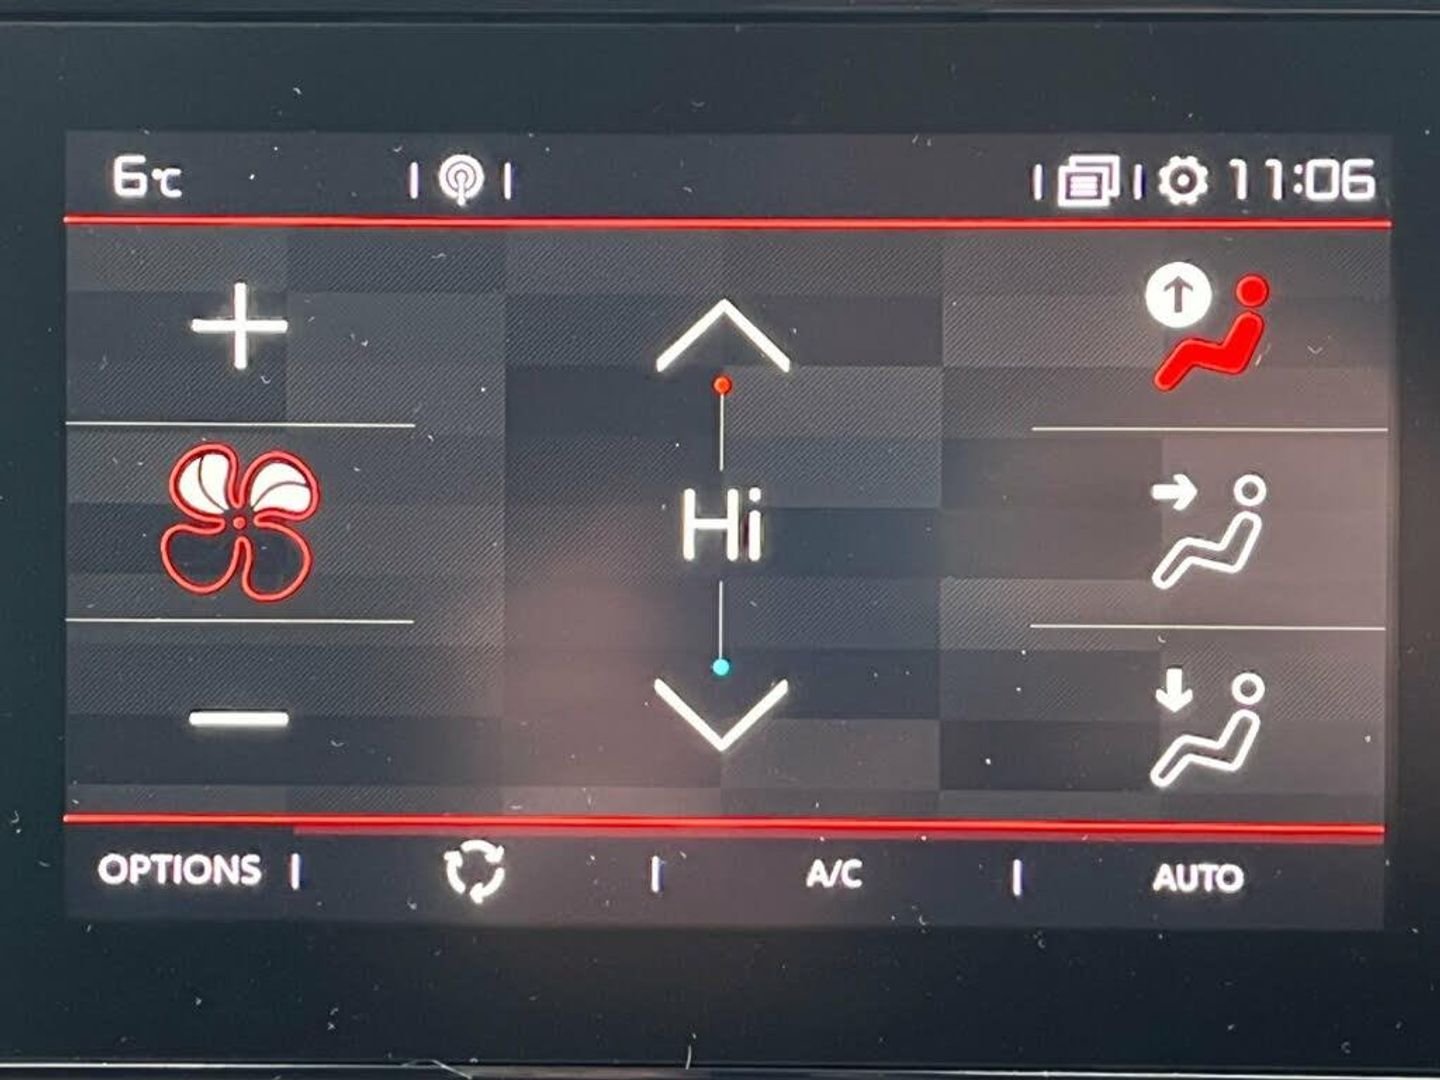 6°C
11:06
Hi
OPTIONS
A/C
AUTO